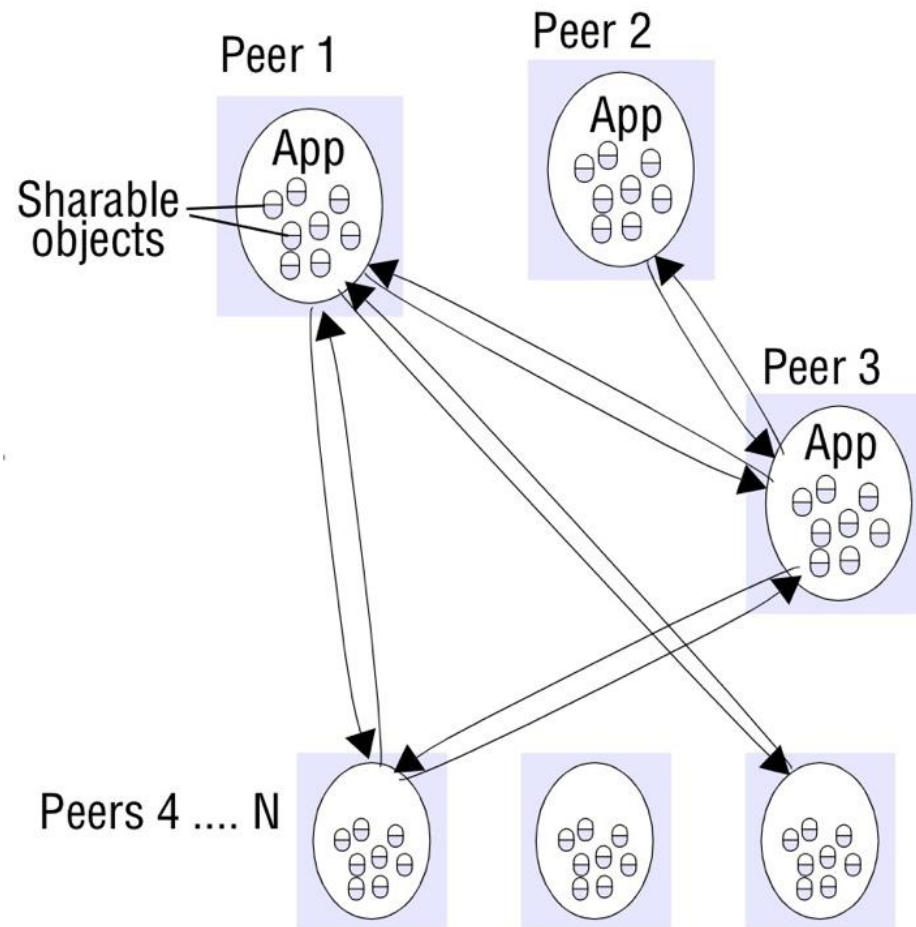 Peer 1
Peer 2
App
App
Sharable
objects
Peer 3
App
Peers 4 .... N